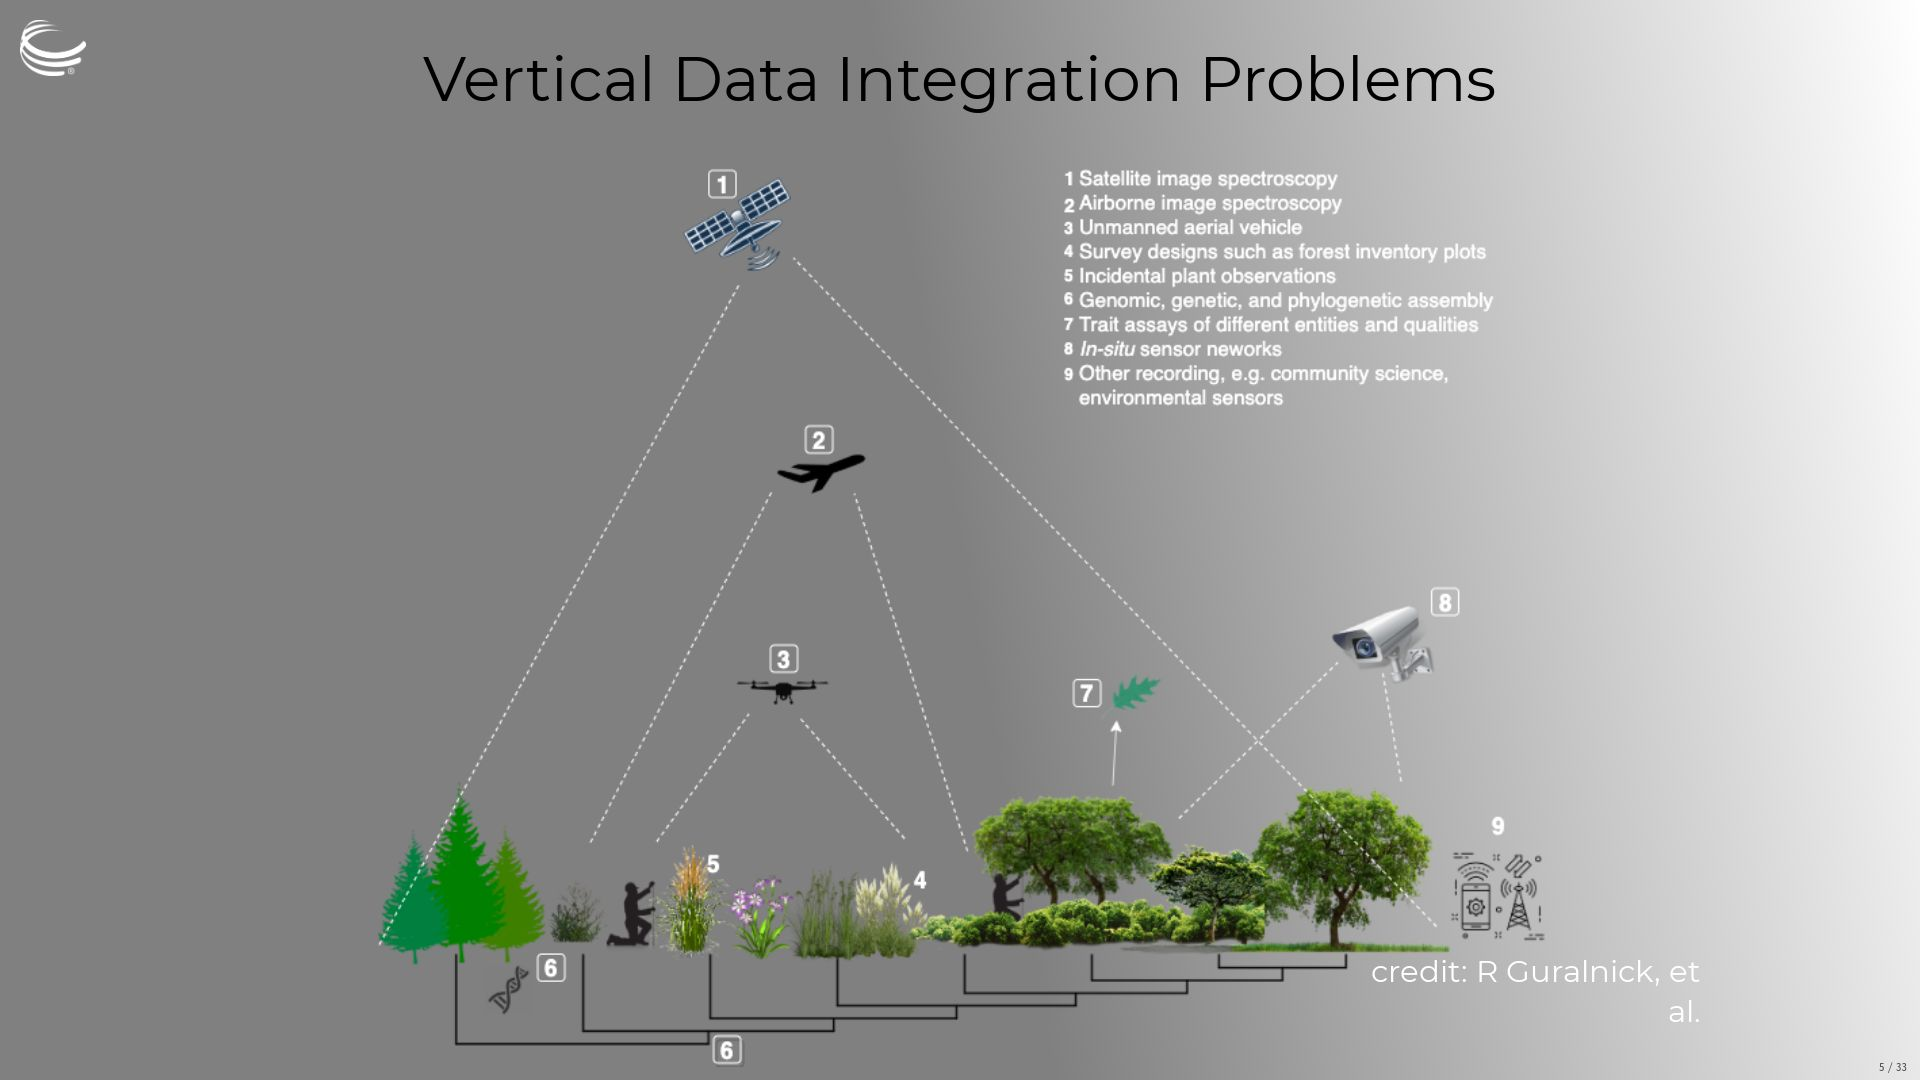 Vertical Data Integration Problems
1
1 Satellite image spectroscopy
2 Airborne image spectroscopy
3 Unmanned aerial vehicle
4 Survey designs such as forest inventory plots
5 Incidental plant observations
6 Genomic, genetic, and phylogenetic assembly
7 Trait assays of different entities and qualities
8 In-situ sensor neworks
9 Other recording, e.g. community science,
environmental sensors
2
8
3
7
9
5
4
6
credit: R Guralnick, et
al.
6
5 / 33
®